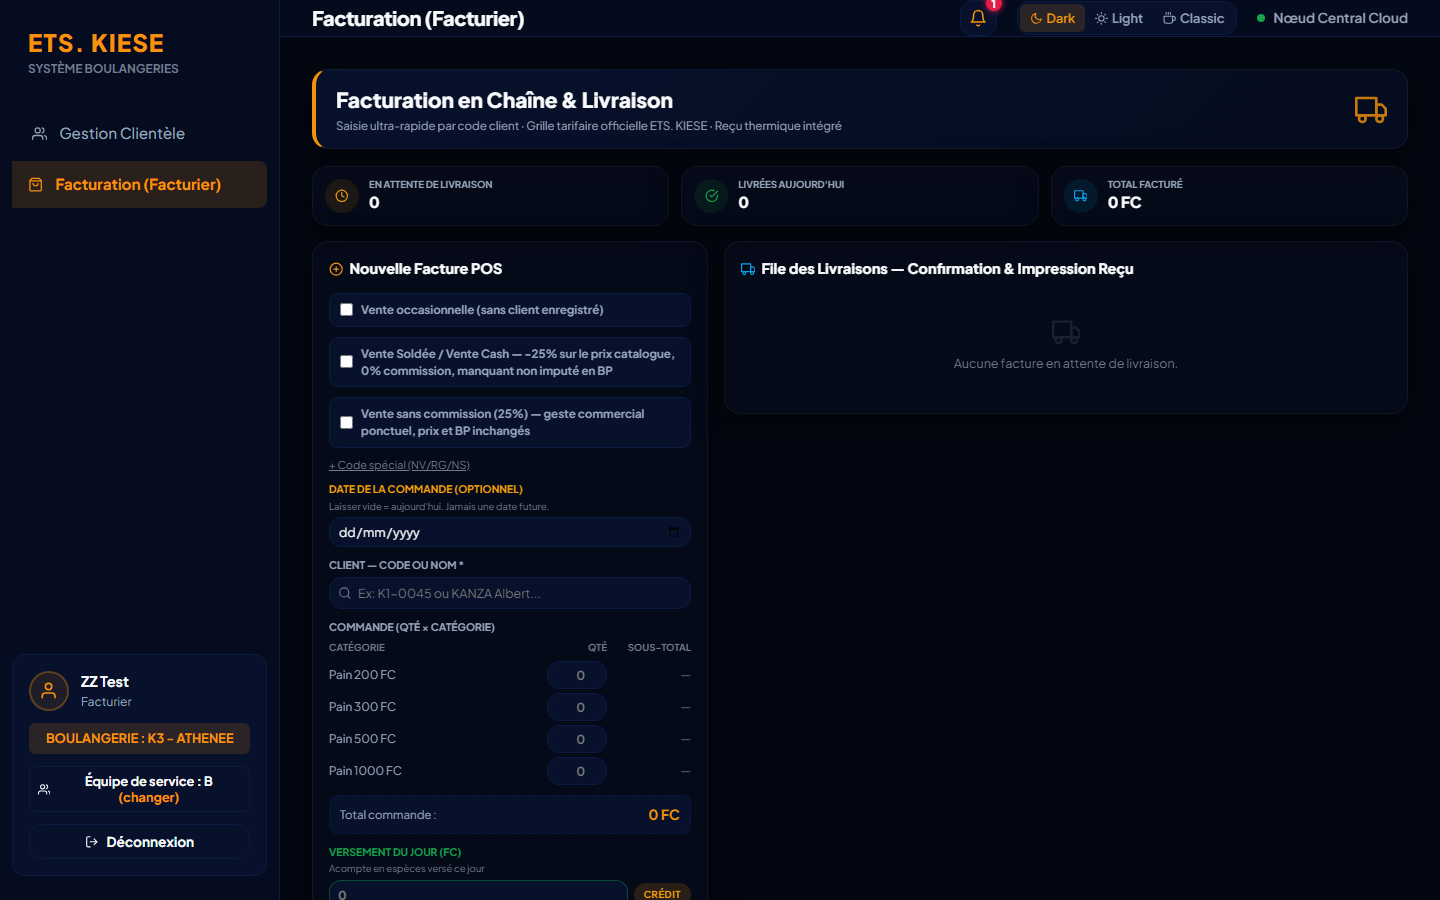 ETS. KIESE
SYSTÈME BOULANGERIES
Gestion Clientèle
Facturation (Facturier)
ZZ Test
Facturier
BOULANGERIE : K3 - ATHENEE
Équipe de service : B
(changer)
Déconnexion
Facturation (Facturier)
1
Dark
Light
Classic
Nœud Central Cloud
Facturation en Chaîne & Livraison
Saisie ultra-rapide par code client · Grille tarifaire officielle ETS. KIESE · Reçu thermique intégré
EN ATTENTE DE LIVRAISON
0
LIVRÉES AUJOURD'HUI
0
TOTAL FACTURÉ
0 FC
Nouvelle Facture POS
Vente occasionnelle (sans client enregistré)
Vente Soldée / Vente Cash — -25% sur le prix catalogue,
0% commission, manquant non imputé en BP
Vente sans commission (25%) — geste commercial
ponctuel, prix et BP inchangés
+ Code spécial (NV/RG/NS)
DATE DE LA COMMANDE (OPTIONNEL)
Laisser vide = aujourd'hui. Jamais une date future.
dd/mm/yyyy
CLIENT — CODE OU NOM *
Ex: K1-0045 ou KANZA Albert...
COMMANDE (QTÉ × CATÉGORIE)
CATÉGORIE QTÉ SOUS-TOTAL
Pain 200 FC 0 —
Pain 300 FC 0 —
Pain 500 FC 0 —
Pain 1000 FC 0 —
Total commande : 0 FC
VERSEMENT DU JOUR (FC)
Acompte en espèces versé ce jour
0 CRÉDIT
File des Livraisons — Confirmation & Impression Reçu
Aucune facture en attente de livraison.